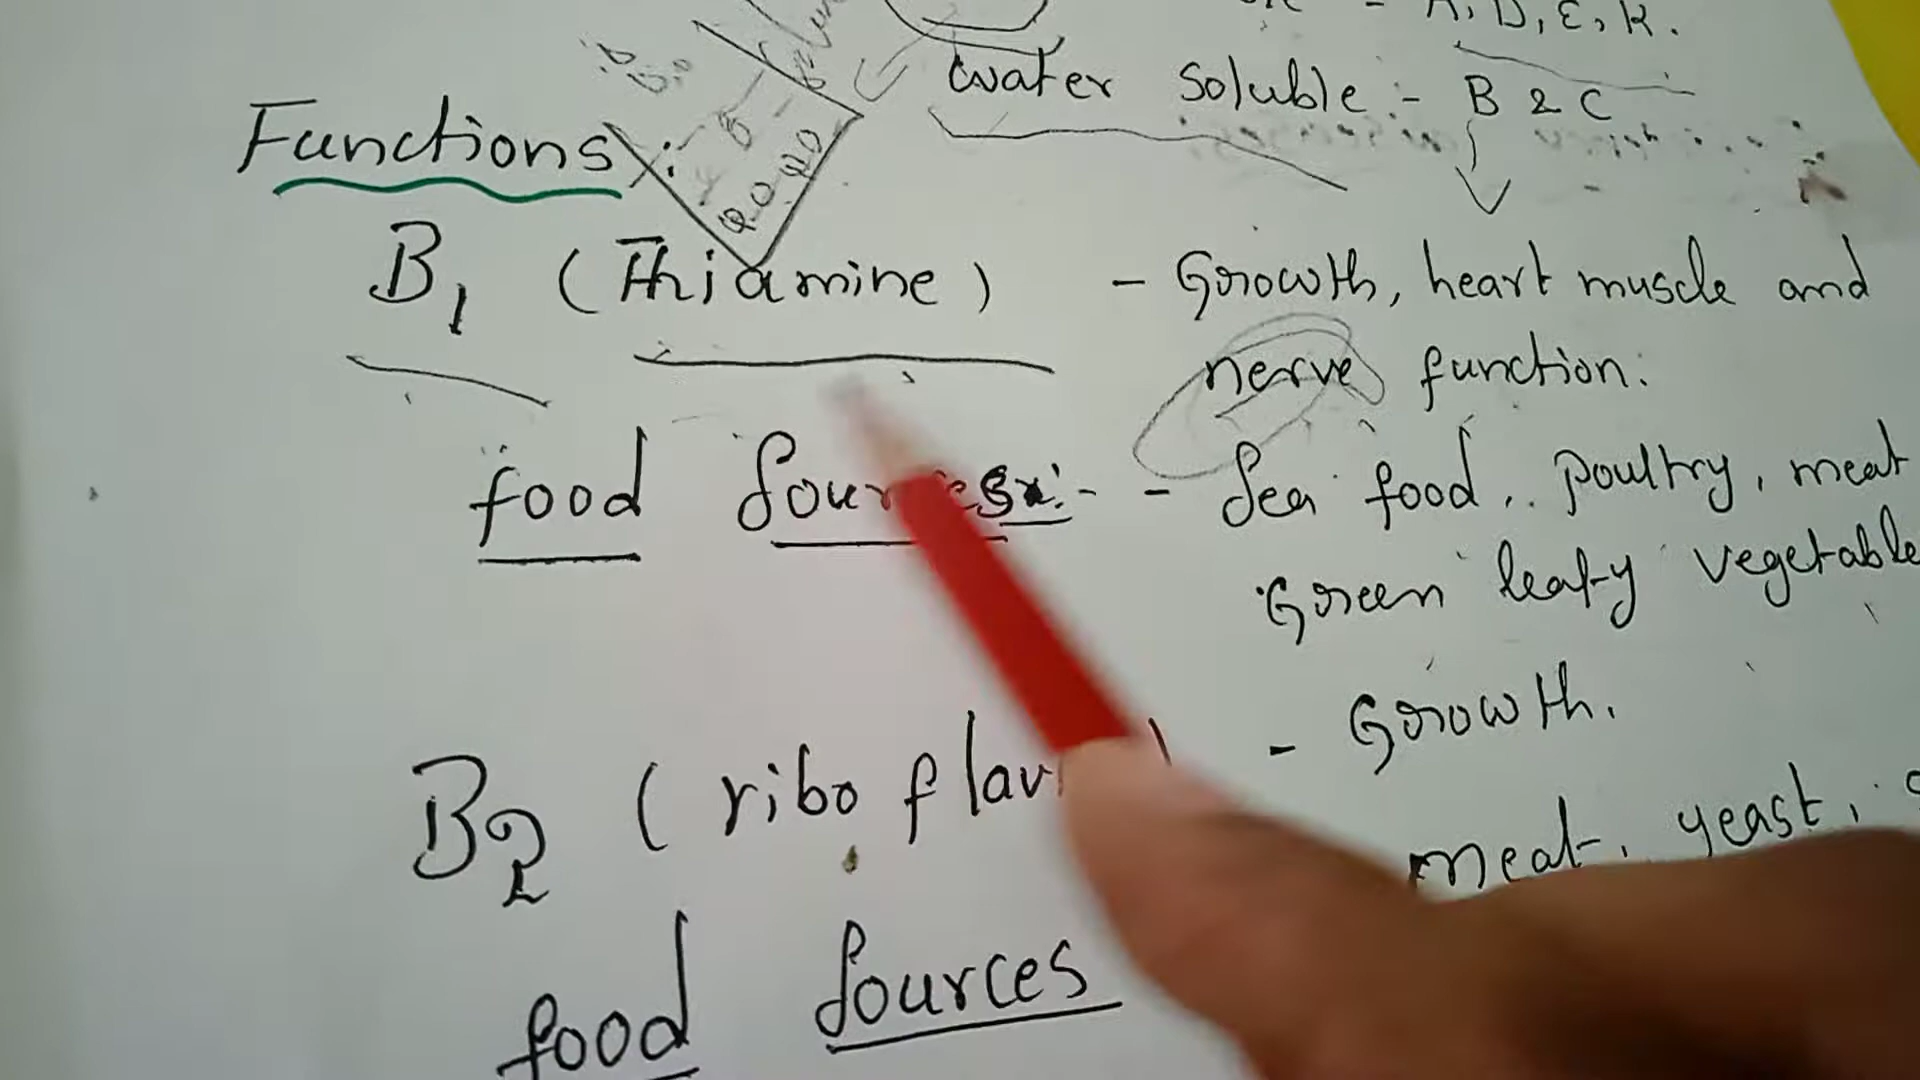 - A, D, E, K.
Water Soluble :- B & C
Functions :
B1 (Thiamine) - Growth, heart muscle and
nerve function.
food Sources :- - Sea food, poultry, meat
Green leafy vegetable
B2 (ribo flav - Growth.
meat, yeast,
food Sources